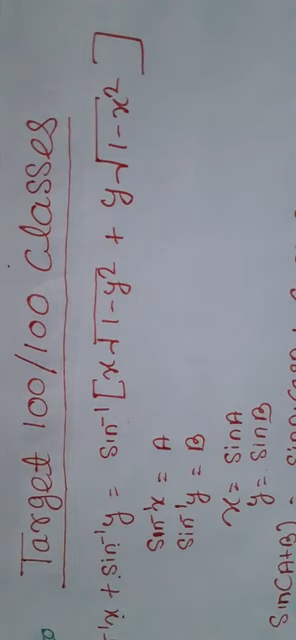 Target 100/100 classes
⁻¹x + sin⁻¹y = sin⁻¹[x√1-y² + y√1-x²]
sin⁻¹x = A
sin⁻¹y = B
x = sinA
y = sinB
sin(A+B) =